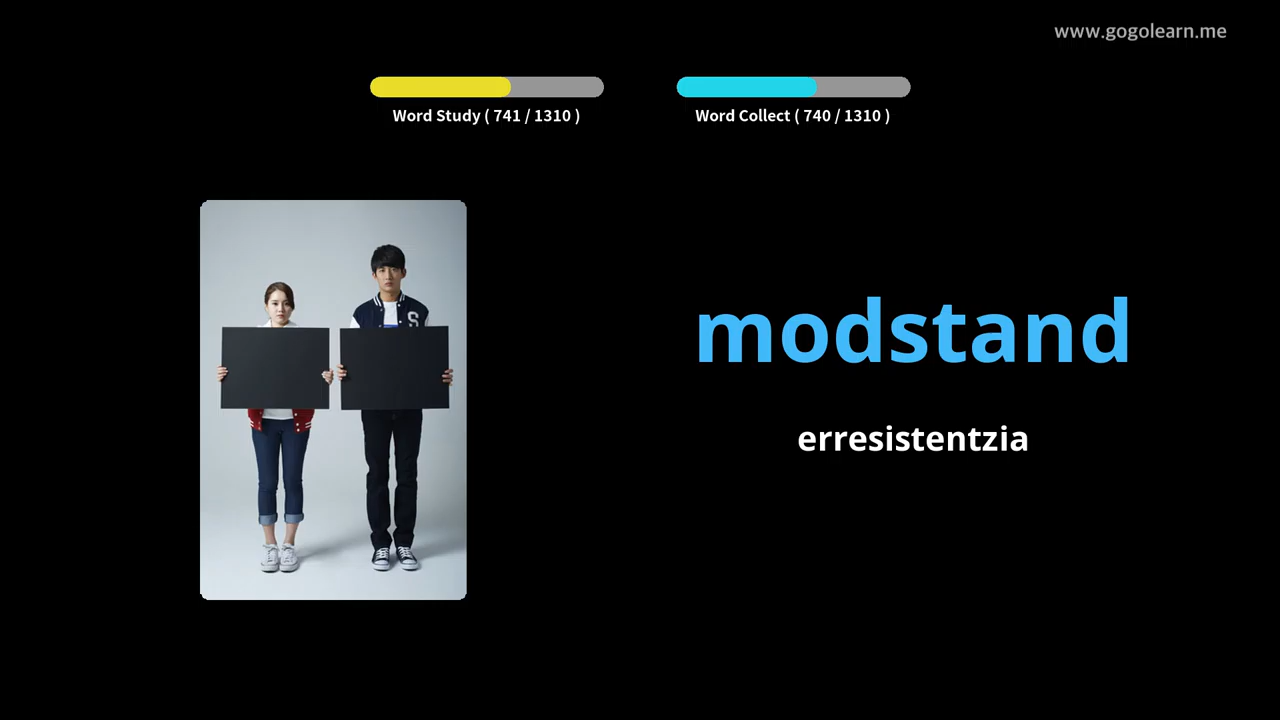 www.gogolearn.me
Word Study ( 741 / 1310 )
Word Collect ( 740 / 1310 )
S
modstand
erresistentzia